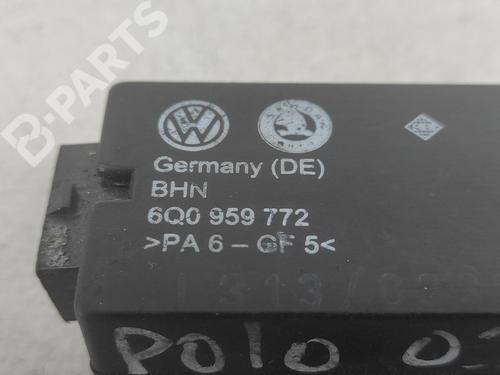 B-PARTS
Germany (DE)
BHN
6Q0 959 772
>PA 6 – GF 5<
POLO